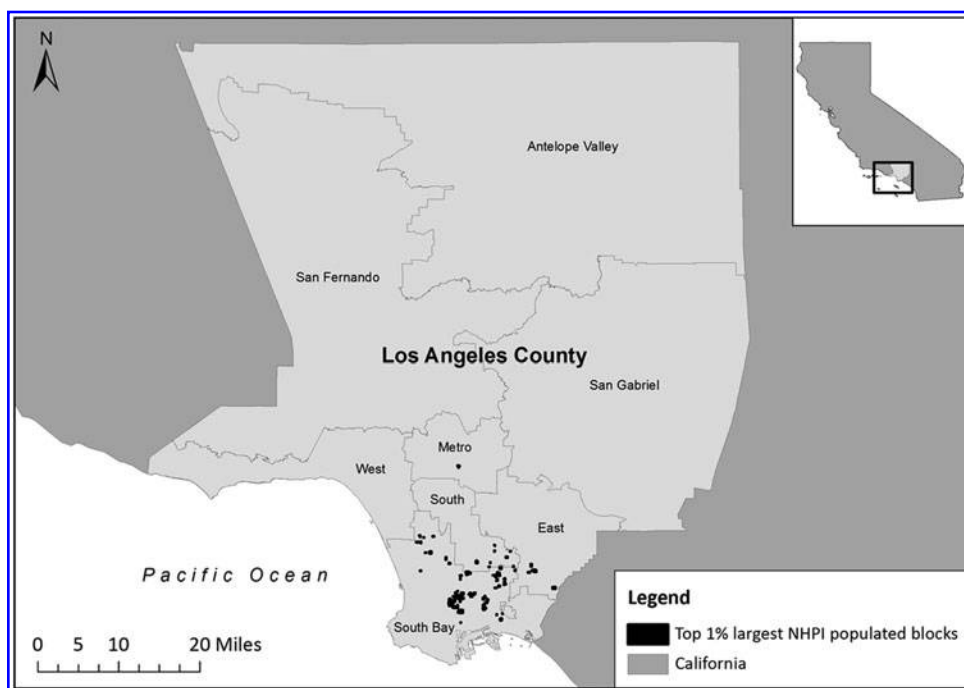 N
Antelope Valley
San Fernando
Los Angeles County
San Gabriel
Metro
West
South
East
Pacific Ocean
South Bay
0 5 10 20 Miles
Legend
Top 1% largest NHPI populated blocks
California